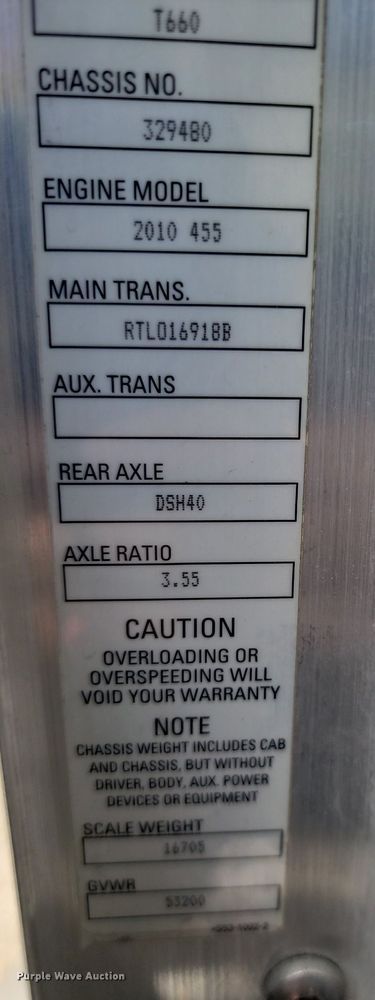 T660
CHASSIS NO.
329480
ENGINE MODEL
2010 455
MAIN TRANS.
RTLO16918B
AUX. TRANS
REAR AXLE
DSH40
AXLE RATIO
3.55
CAUTION
OVERLOADING OR
OVERSPEEDING WILL
VOID YOUR WARRANTY
NOTE
CHASSIS WEIGHT INCLUDES CAB
AND CHASSIS, BUT WITHOUT
DRIVER, BODY, AUX. POWER
DEVICES OR EQUIPMENT
SCALE WEIGHT
16705
GVWR
53200
Purple Wave Auction